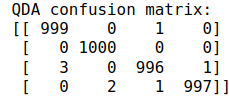 QDA confusion matrix:
[[ 999    0    1    0]
 [   0 1000    0    0]
 [   3    0  996    1]
 [   0    2    1  997]]